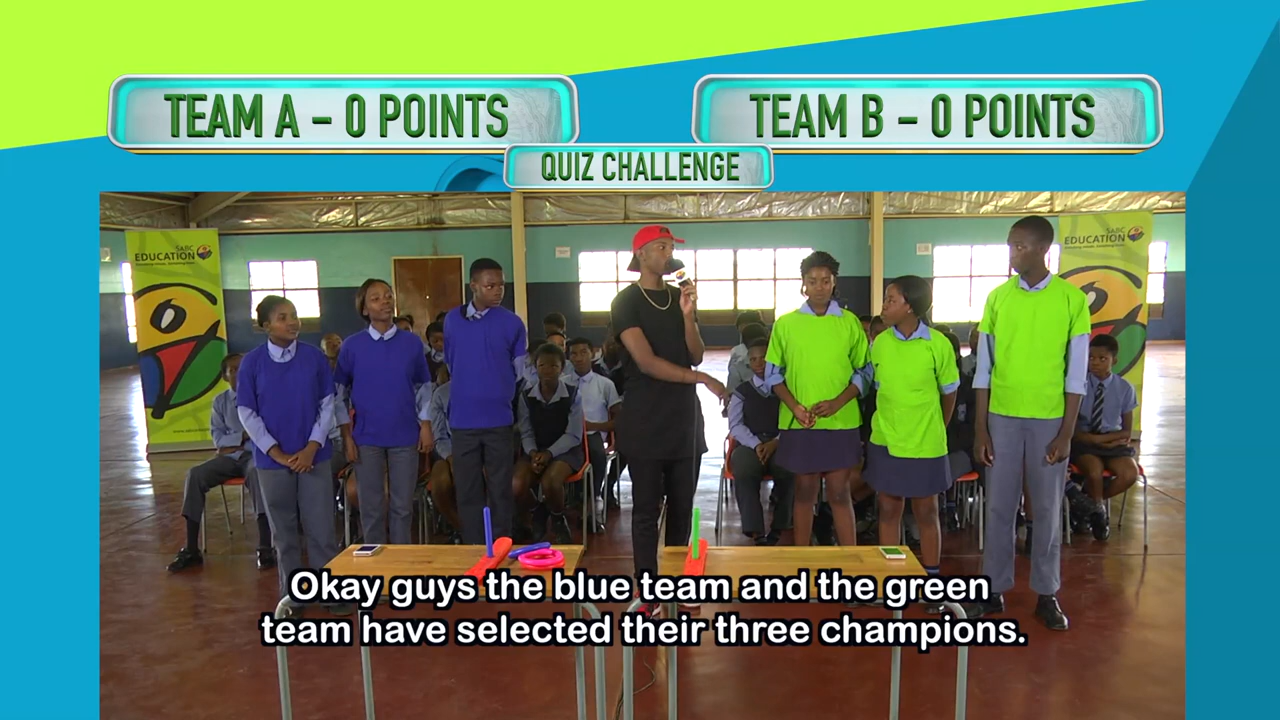 TEAM A – 0 POINTS
TEAM B – 0 POINTS
QUIZ CHALLENGE
SABC
EDUCATION
EDUCATION
Okay guys the blue team and the green
team have selected their three champions.